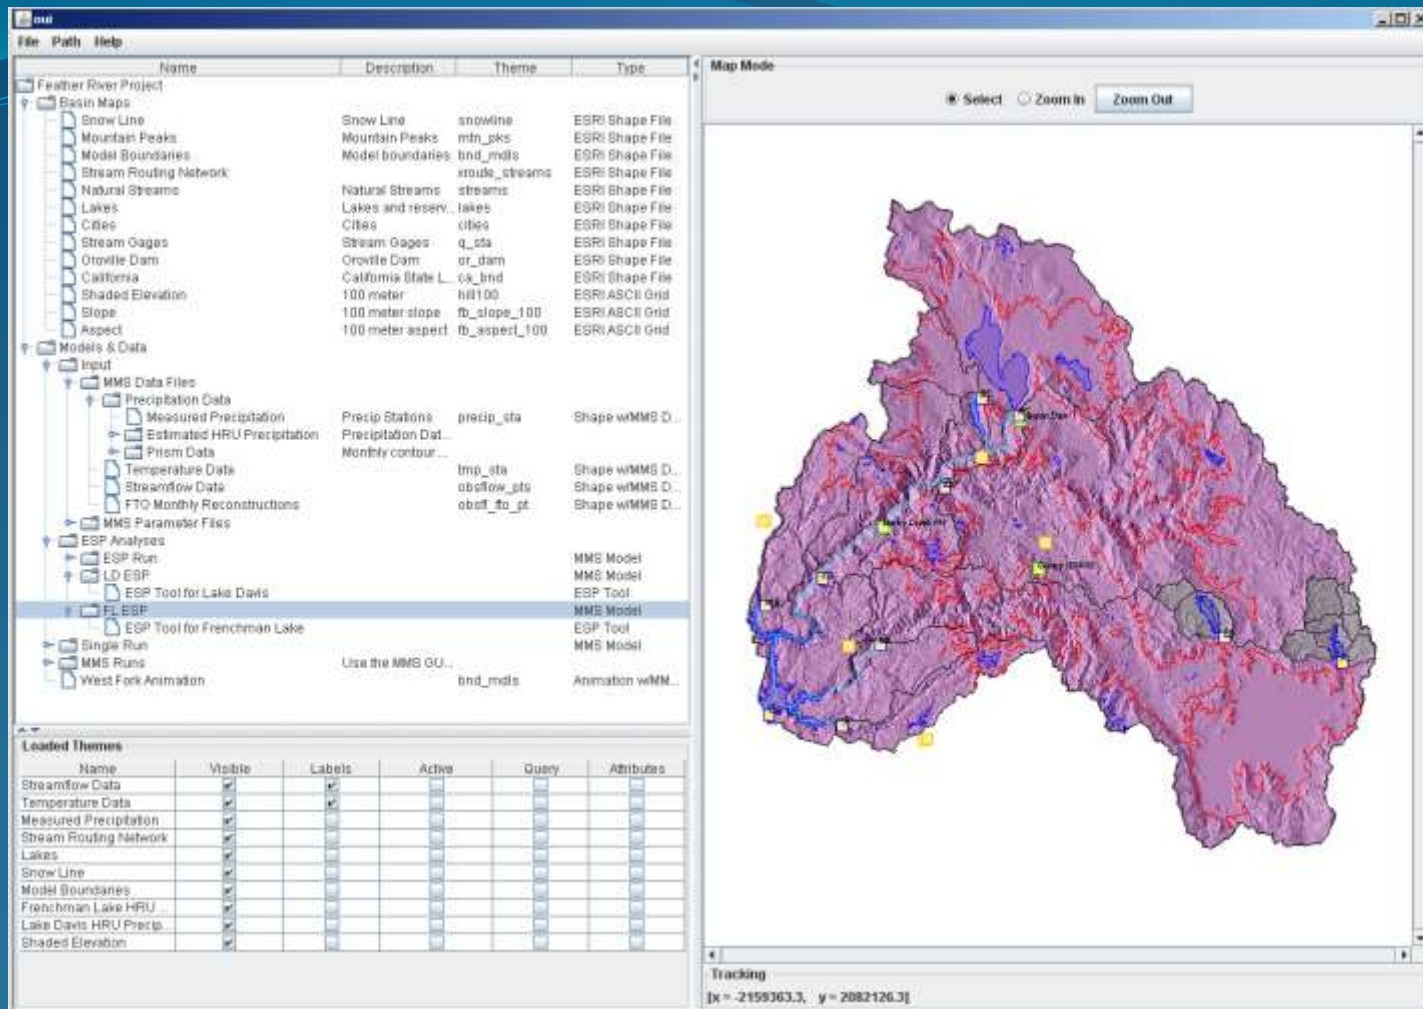 oui
File Path Help
Name Description Theme Type
Feather River Project
Basin Maps
Snow Line Snow Line snowline ESRI Shape File
Mountain Peaks Mountain Peaks mtn_pks ESRI Shape File
Model Boundaries Model boundaries bnd_mdls ESRI Shape File
Stream Routing Network xroute_streams ESRI Shape File
Natural Streams Natural Streams streams ESRI Shape File
Lakes Lakes and reserv... lakes ESRI Shape File
Cities Cities cities ESRI Shape File
Stream Gages Stream Gages q_sta ESRI Shape File
Oroville Dam Oroville Dam or_dam ESRI Shape File
California California State L... ca_bnd ESRI Shape File
Shaded Elevation 100 meter hill100 ESRI ASCII Grid
Slope 100 meter slope fb_slope_100 ESRI ASCII Grid
Aspect 100 meter aspect fb_aspect_100 ESRI ASCII Grid
Models & Data
Input
MMS Data Files
Precipitation Data
Measured Precipitation Precip Stations precip_sta Shape w/MMS D...
Estimated HRU Precipitation Precipitation Dat...
Prism Data Monthly contour ...
Temperature Data tmp_sta Shape w/MMS D...
Streamflow Data obsflow_pts Shape w/MMS D...
FTO Monthly Reconstructions obsfl_fto_pt Shape w/MMS D...
MMS Parameter Files
ESP Analyses
ESP Run MMS Model
LD ESP MMS Model
ESP Tool for Lake Davis ESP Tool
FL ESP MMS Model
ESP Tool for Frenchman Lake ESP Tool
Single Run MMS Model
MMS Runs Use the MMS GU...
West Fork Animation bnd_mdls Animation w/MM...
Loaded Themes
Name Visible Labels Active Query Attributes
Streamflow Data
Temperature Data
Measured Precipitation
Stream Routing Network
Lakes
Snow Line
Model Boundaries
Frenchman Lake HRU ...
Lake Davis HRU Precip...
Shaded Elevation
Map Mode
Select Zoom In Zoom Out
Tracking
[x = -2159363.3, y = 2082126.3]